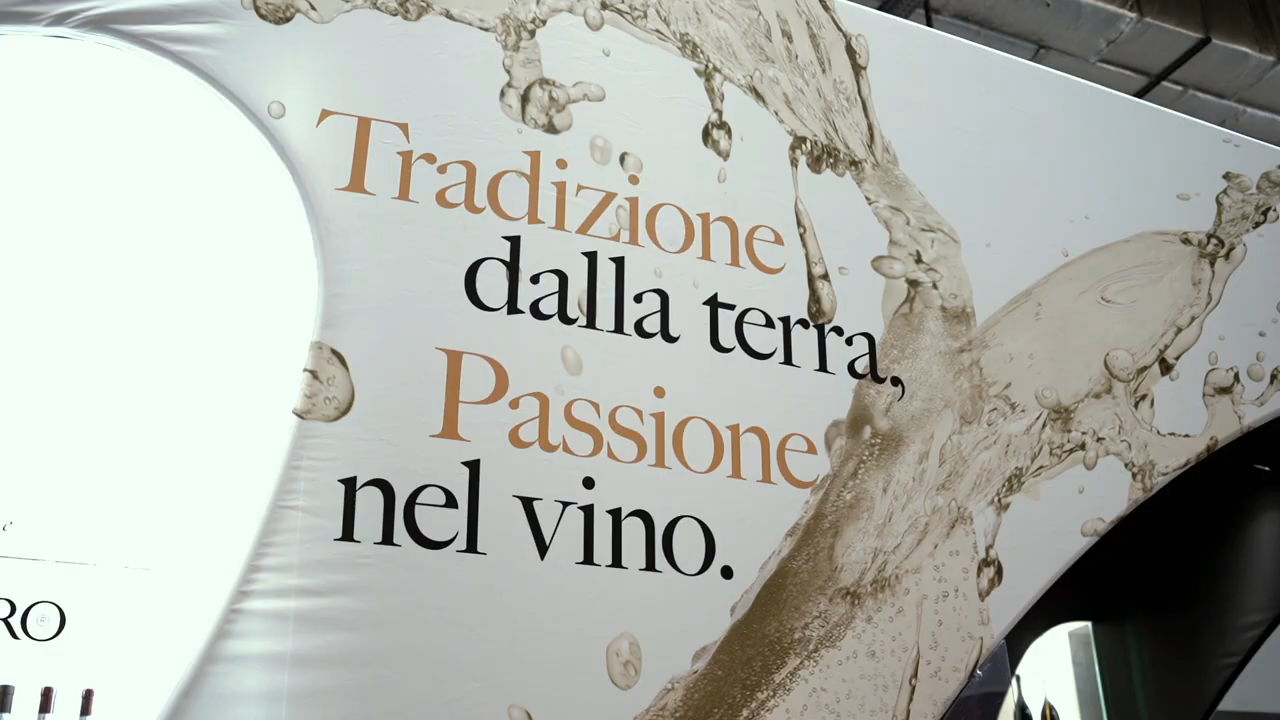 Tradizione
dalla terra,
Passione
nel vino.
e
RO